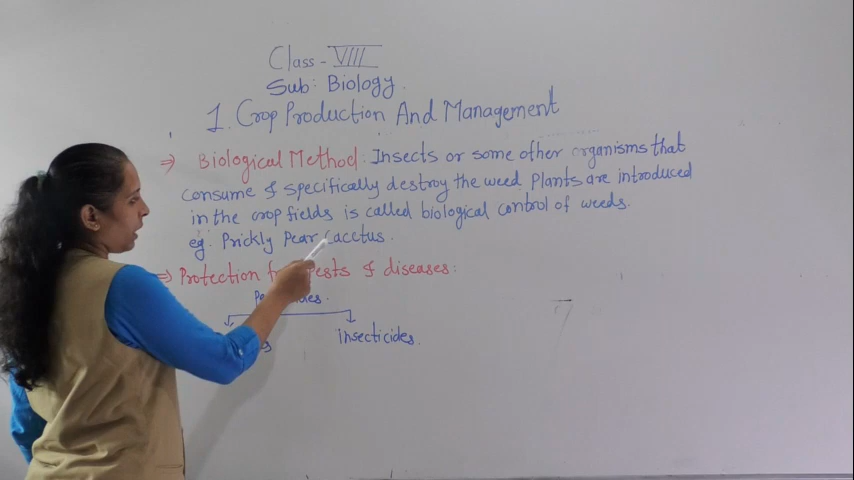 Class - VIII
Sub: Biology.
1. Crop Production And Management
⇒ Biological Method: Insects or some other organisms that
consume & specifically destroy the weed plants are introduced
in the crop fields is called biological control of weeds.
eg: Prickly Pear Cacctus.
⇒ Protection Pests & diseases:
insecticides.